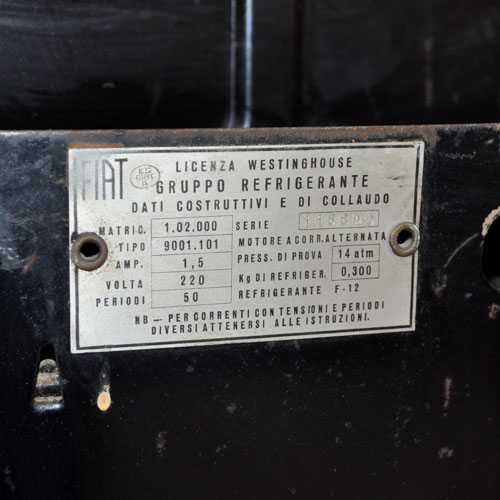 FIAT
LICENZA WESTINGHOUSE
GRUPPO REFRIGERANTE
DATI COSTRUTTIVI E DI COLLAUDO
MATRIC. 1.02.000 SERIE
TIPO 9001.101 MOTORE A CORR. ALTERNATA
AMP. 1,5 PRESS. DI PROVA 14 atm
VOLTA 220 Kg DI REFRIGER. 0,300
PERIODI 50 REFRIGERANTE F-12
NB — PER CORRENTI CON TENSIONI E PERIODI
DIVERSI ATTENERSI ALLE ISTRUZIONI.